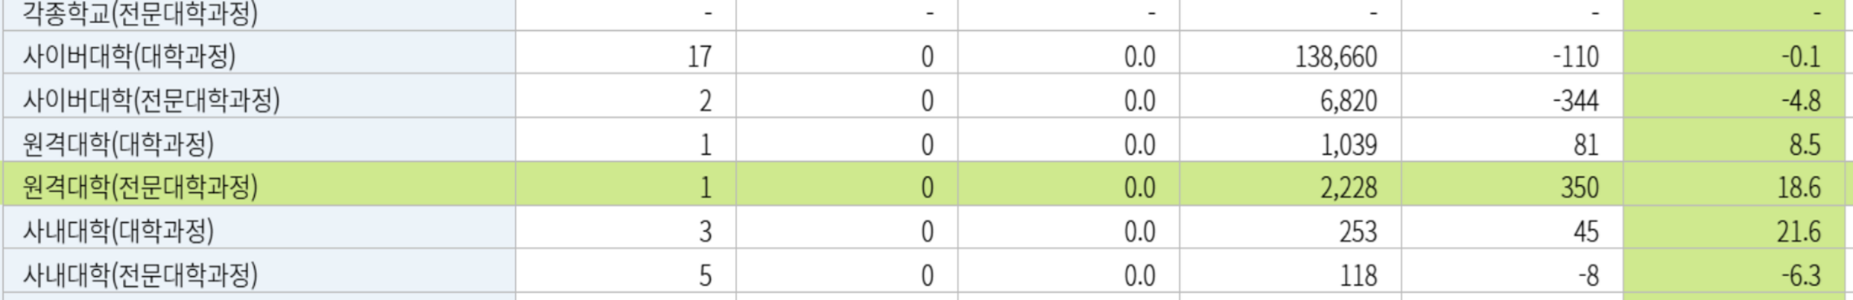 각종학교(전문대학과정) - - - - - -
사이버대학(대학과정) 17 0 0.0 138,660 -110 -0.1
사이버대학(전문대학과정) 2 0 0.0 6,820 -344 -4.8
원격대학(대학과정) 1 0 0.0 1,039 81 8.5
원격대학(전문대학과정) 1 0 0.0 2,228 350 18.6
사내대학(대학과정) 3 0 0.0 253 45 21.6
사내대학(전문대학과정) 5 0 0.0 118 -8 -6.3